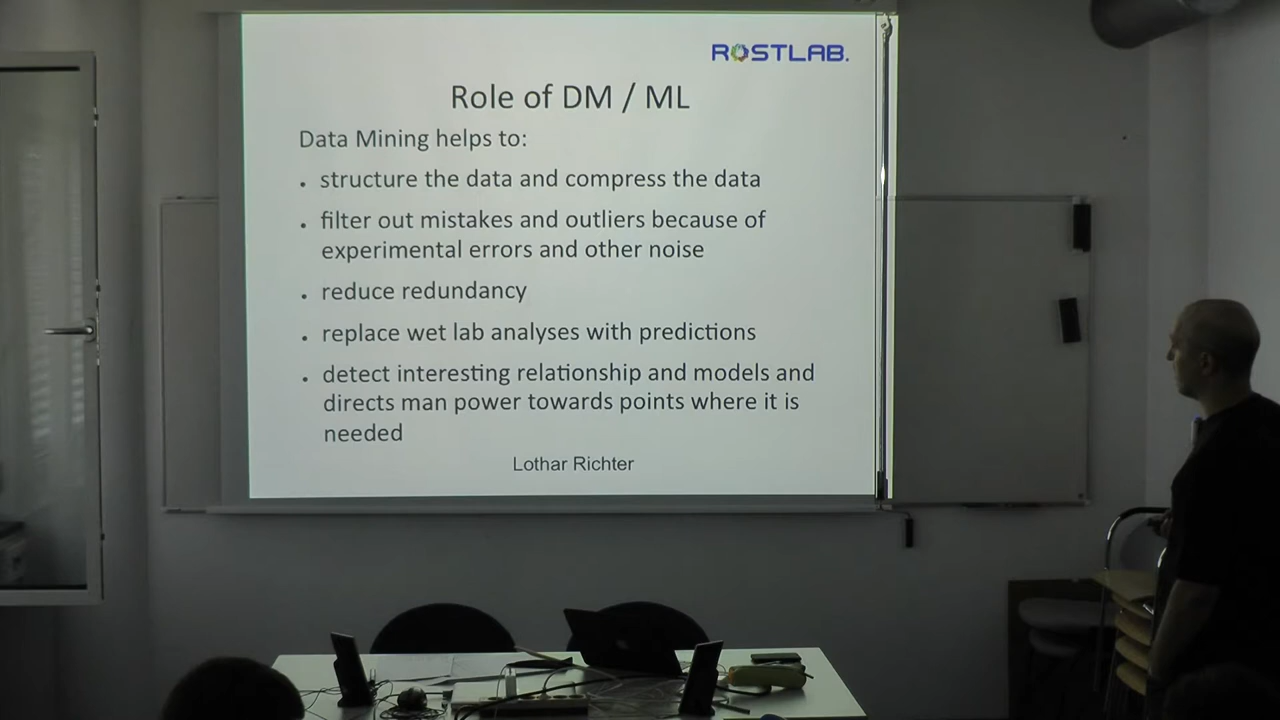 ROSTLAB.
Role of DM / ML
Data Mining helps to:
• structure the data and compress the data
• filter out mistakes and outliers because of
experimental errors and other noise
• reduce redundancy
• replace wet lab analyses with predictions
• detect interesting relationship and models and
directs man power towards points where it is
needed
Lothar Richter